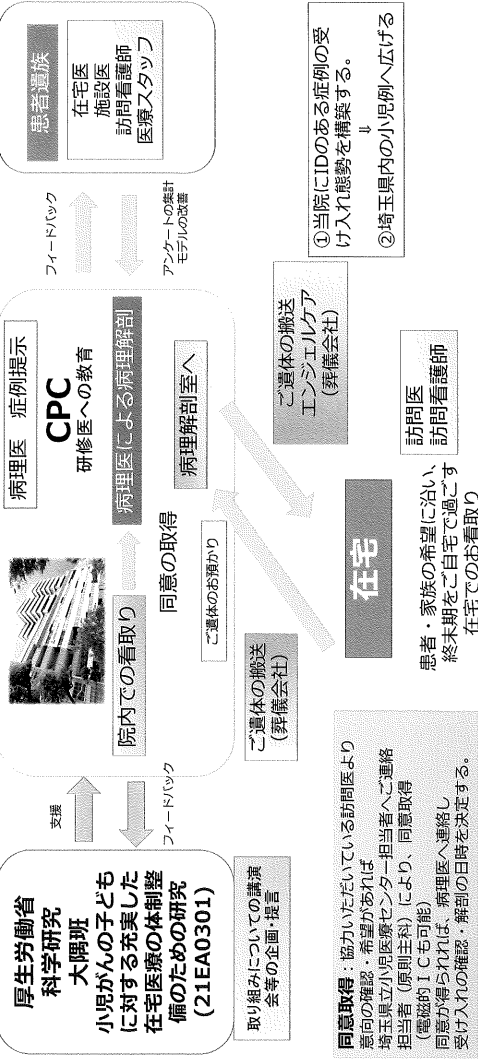 厚生労働省
科学研究
大隅班
小児がんの子ども
に対する充実した
在宅医療の体制整
備のための研究
(21EA0301)
取り組みについての講演
会等の企画・提言
支援
フィードバック
病理医　症例提示
CPC
研修医への教育
院内での看取り
病理医による病理解剖
同意の取得
ご遺体のお預かり
病理解剖室へ
フィードバック
アンケートの集計
モデルの改善
患者遺族
在宅医
施設医
訪問看護師
医療スタッフ
ご遺体の搬送
(葬儀会社)
ご遺体の搬送
エンジェルケア
(葬儀会社)
①当院にIDのある症例の受
け入れ態勢を構築する。
⇓
②埼玉県内の小児例へ広げる
在宅
訪問医
訪問看護師
患者・家族の希望に沿い、
終末期をご自宅で過ごす
在宅でのお看取り
同意取得：協力いただいている訪問医より
意向の確認・希望があれば
埼玉県立小児医療センター担当者へご連絡
担当者（原則主科）により、同意取得
(電磁的ＩＣも可能)
同意が得られれば、病理医へ連絡し
受け入れの確認・解剖の日時を決定する。